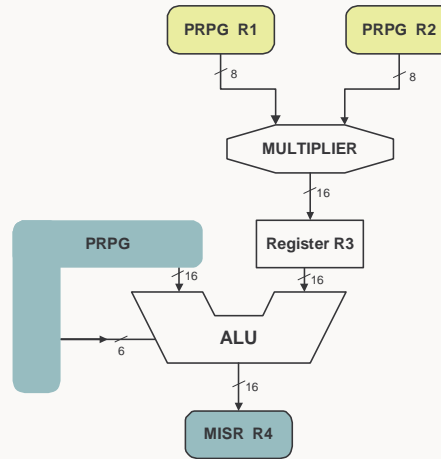 PRPG R1
PRPG R2
8
8
MULTIPLIER
16
PRPG
Register R3
16
16
ALU
6
16
MISR R4